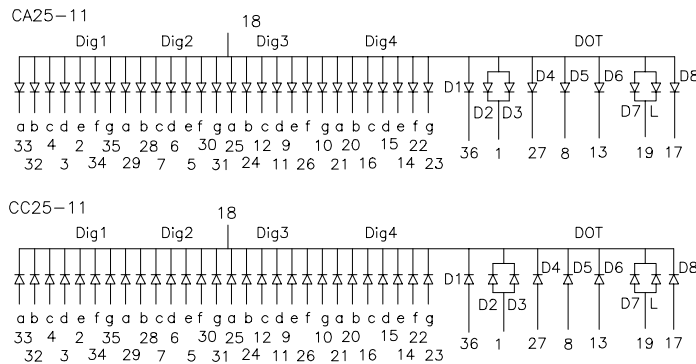 CA25-11
18
Dig1 Dig2 Dig3 Dig4 DOT
D1 D4 D5 D6 D8
D2 D3 D7 L
a b c d e f g a b c d e f g a b c d e f g a b c d e f g
33 4 2 35 28 6 30 25 12 9 10 20 15 22 36 1 27 8 13 19 17
32 3 34 29 7 5 31 24 11 26 21 16 14 23
CC25-11
18
Dig1 Dig2 Dig3 Dig4 DOT
D1 D4 D5 D6 D8
D2 D3 D7 L
a b c d e f g a b c d e f g a b c d e f g a b c d e f g
33 4 2 35 28 6 30 25 12 9 10 20 15 22 36 1 27 8 13 19 17
32 3 34 29 7 5 31 24 11 26 21 16 14 23